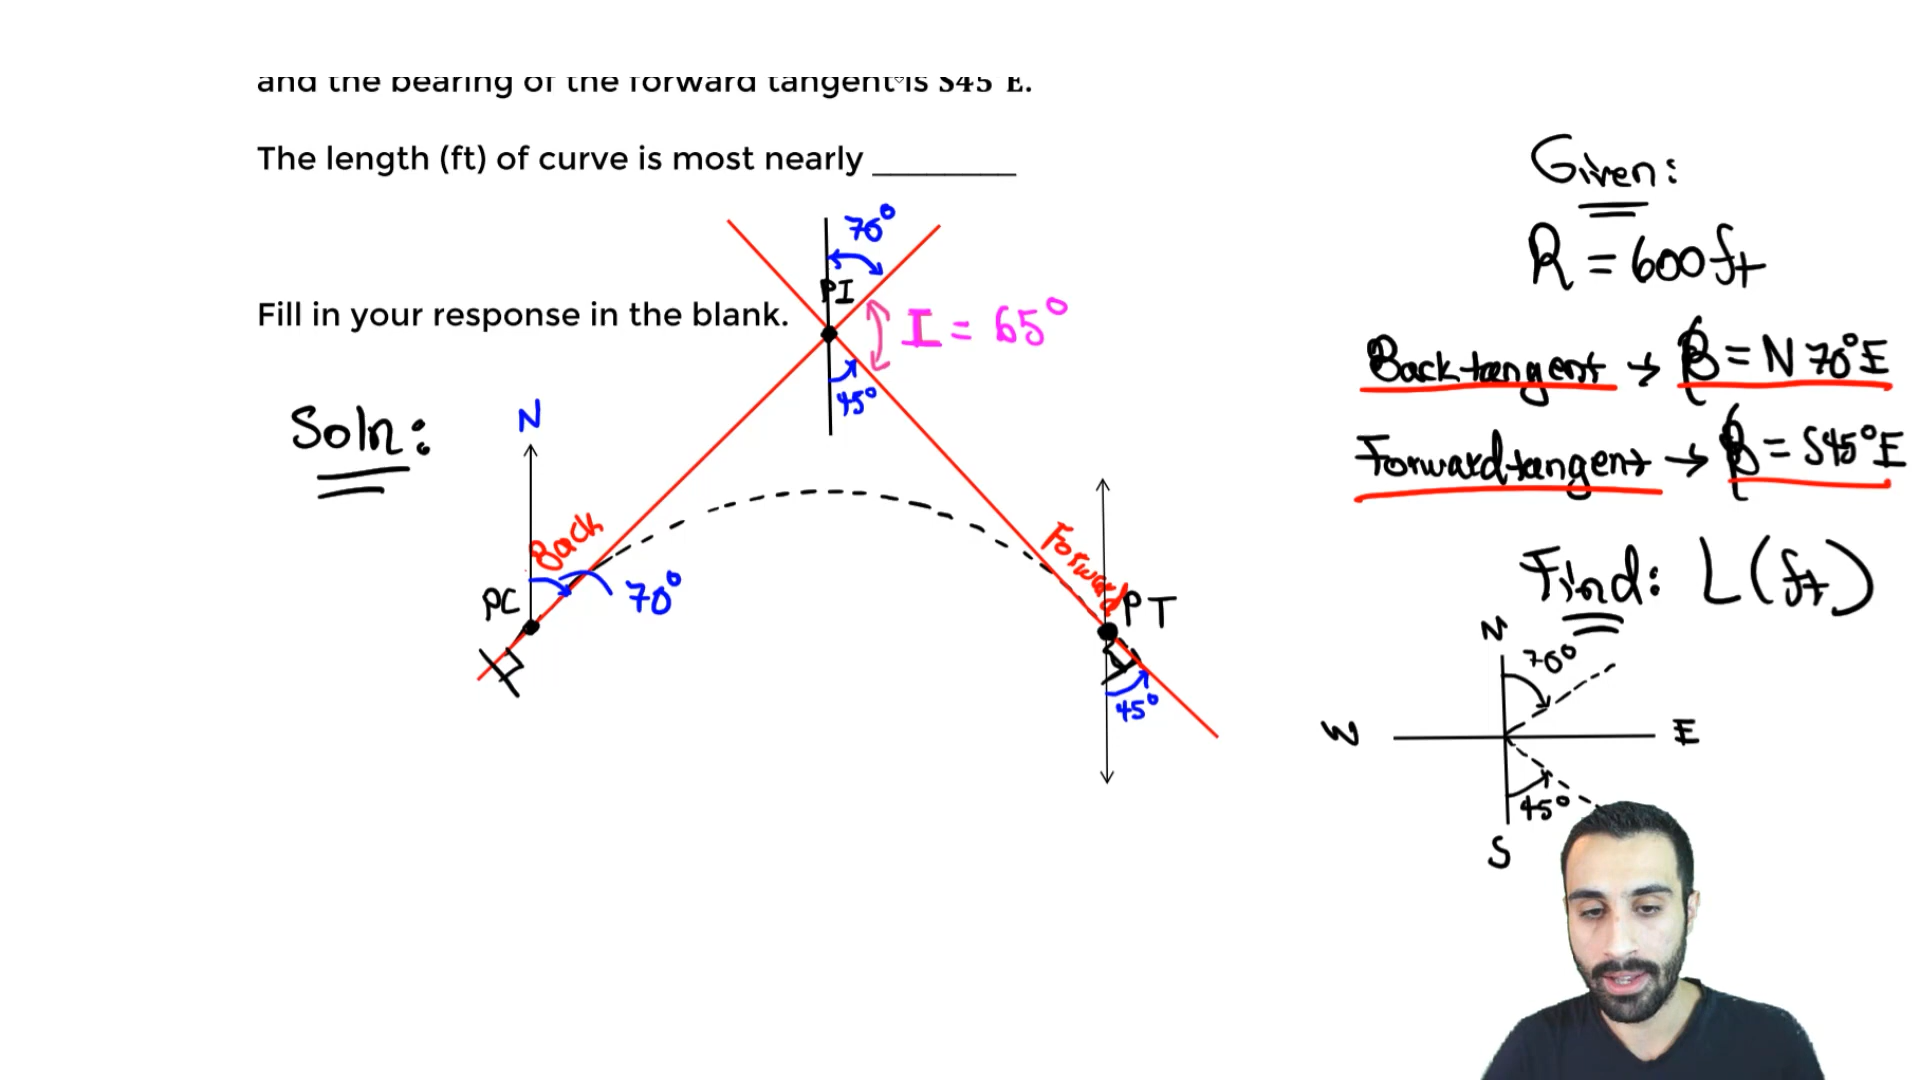 and the bearing of the forward tangent is S45°E.
The length (ft) of curve is most nearly ________
Fill in your response in the blank.
Soln:
70°
PI
I = 65°
45°
N
Back
PC
70°
Forward
PT
45°
Given:
R = 600ft
Back tangent → β = N 70° E
Forward tangent → β = S45°E
Find: L (ft)
N
70°
W
E
45°
S